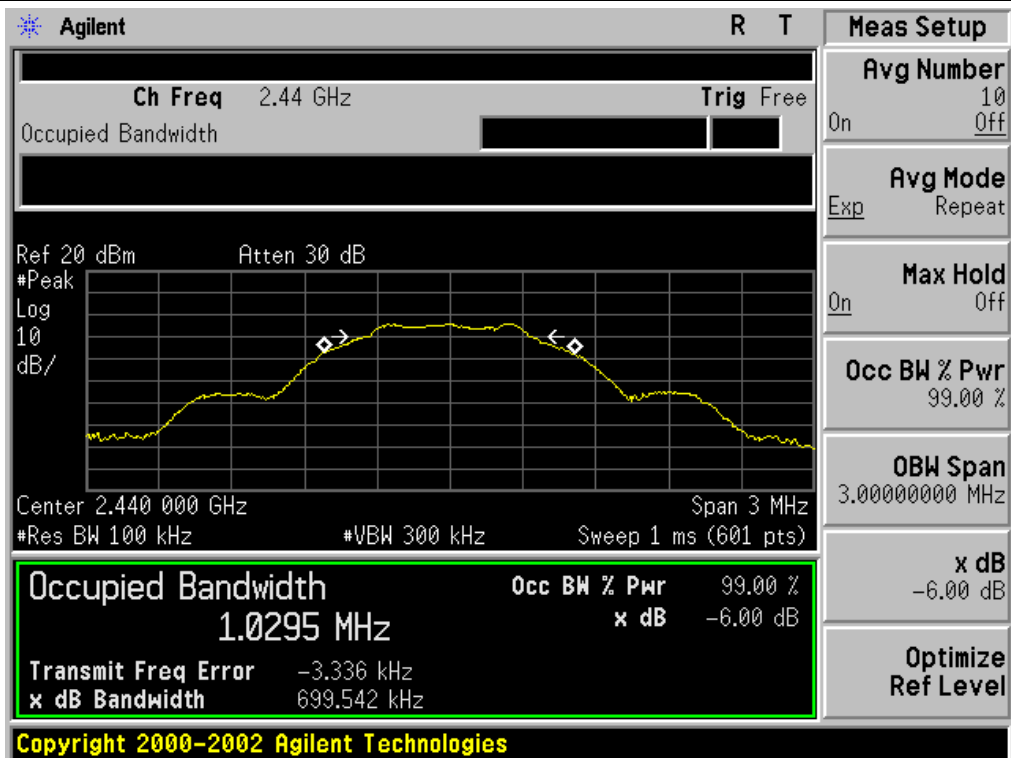 Agilent R T
Ch Freq 2.44 GHz Trig Free
Occupied Bandwidth
Ref 20 dBm Atten 30 dB
#Peak
Log
10
dB/
Center 2.440 000 GHz Span 3 MHz
#Res BW 100 kHz #VBW 300 kHz Sweep 1 ms (601 pts)
Occupied Bandwidth Occ BW % Pwr 99.00 %
1.0295 MHz x dB -6.00 dB
Transmit Freq Error -3.336 kHz
x dB Bandwidth 699.542 kHz
Copyright 2000-2002 Agilent Technologies
Meas Setup
Avg Number
10
On Off
Avg Mode
Exp Repeat
Max Hold
On Off
Occ BW % Pwr
99.00 %
OBW Span
3.00000000 MHz
x dB
-6.00 dB
Optimize
Ref Level